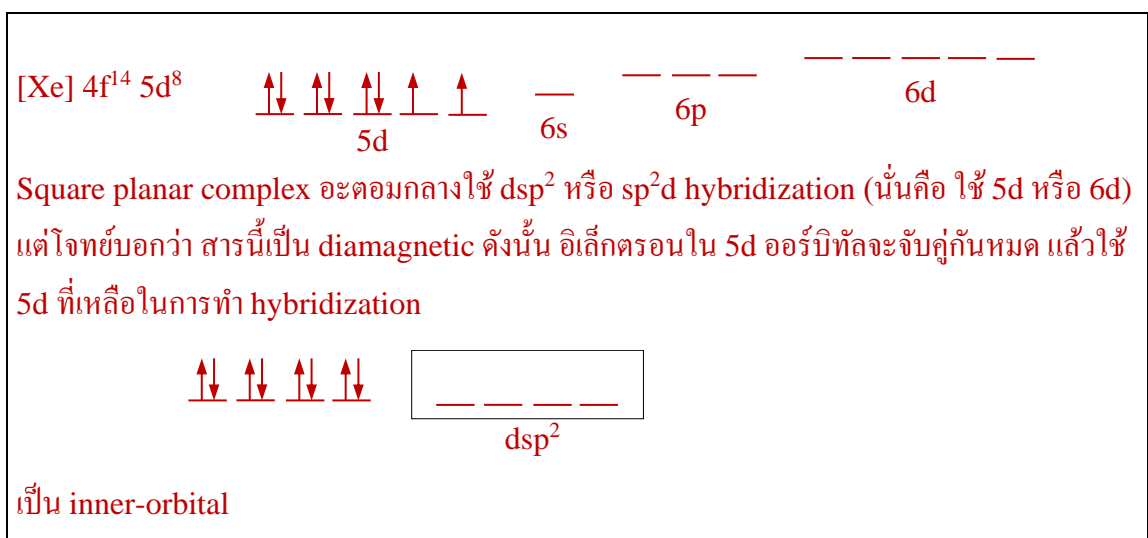 [Xe] 4f¹⁴ 5d⁸
5d 6s 6p 6d
Square planar complex อะตอมกลางใช้ dsp² หรือ sp²d hybridization (นั่นคือ ใช้ 5d หรือ 6d)
แต่โจทย์บอกว่า สารนี้เป็น diamagnetic ดังนั้น อิเล็กตรอนใน 5d ออร์บิทัลจะจับคู่กันหมด แล้วใช้
5d ที่เหลือในการทำ hybridization
dsp²
เป็น inner-orbital